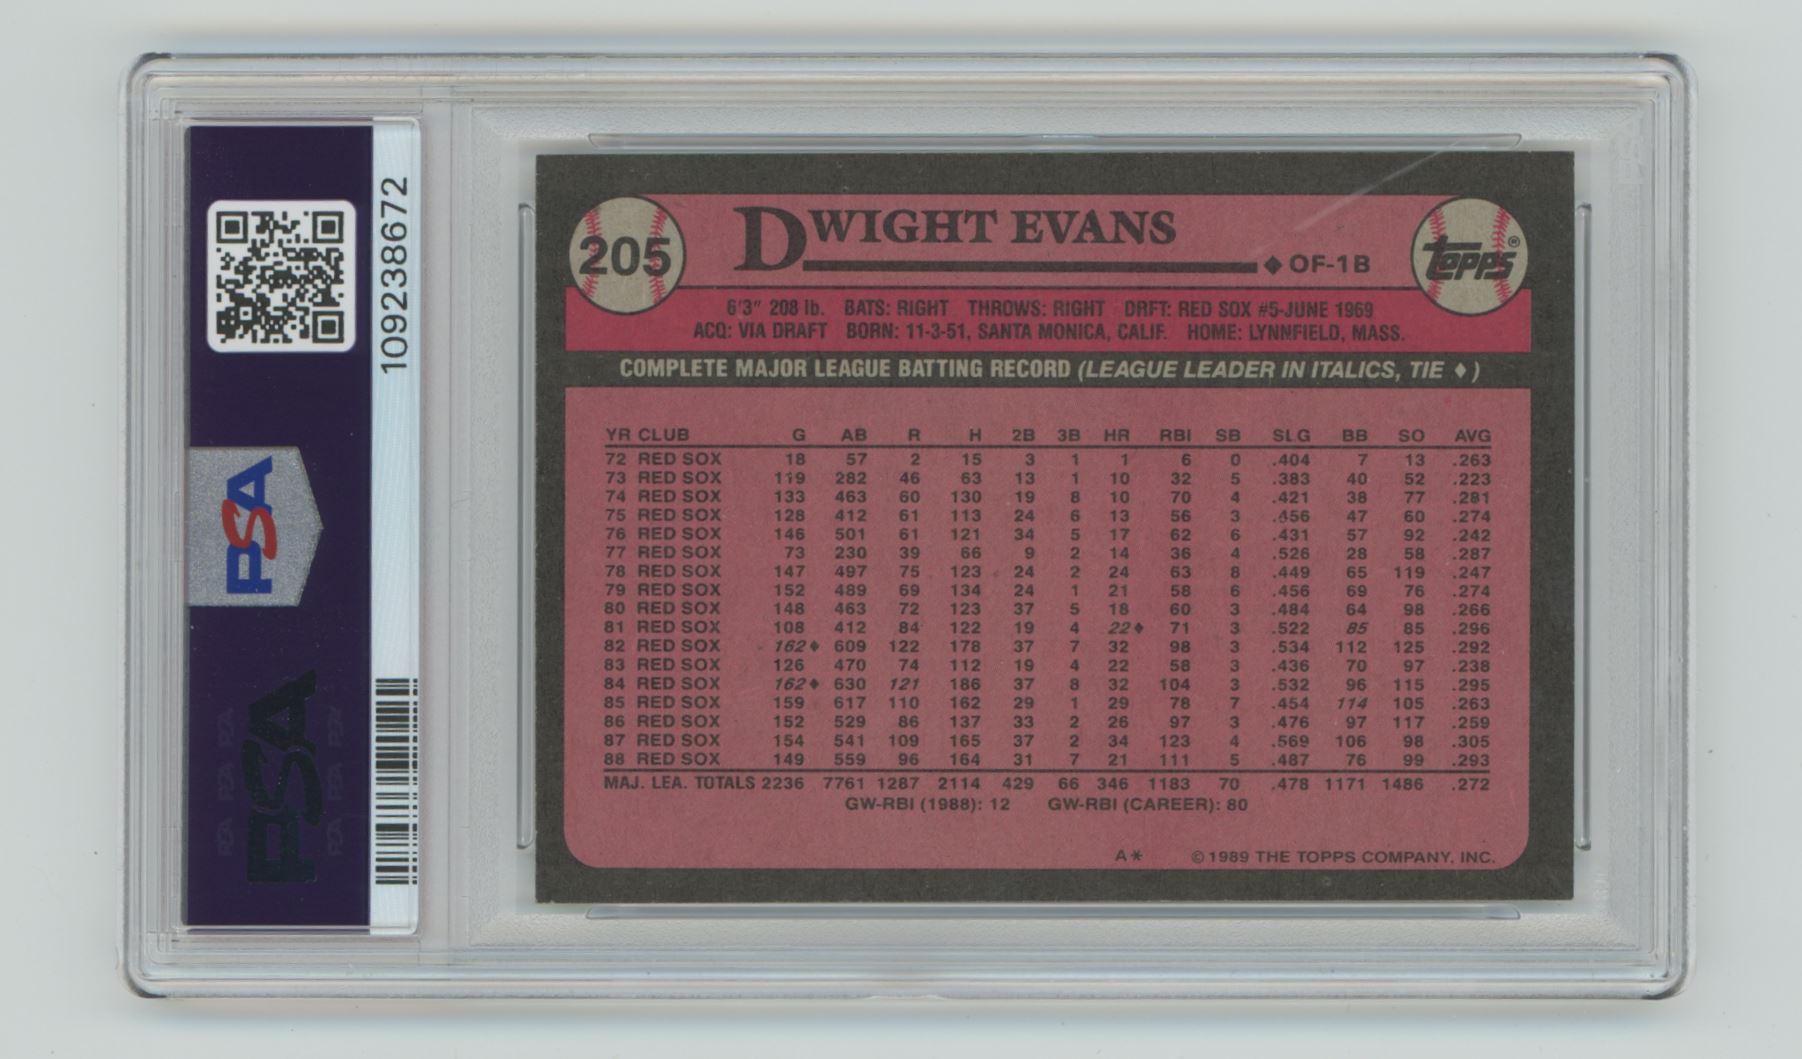 109238672
PSA
PSA
205
DWIGHT EVANS
OF-1B
topps®
6'3" 208 lb. BATS: RIGHT THROWS: RIGHT DRFT: RED SOX #5-JUNE 1969
ACQ: VIA DRAFT BORN: 11-3-51, SANTA MONICA, CALIF. HOME: LYNNFIELD, MASS.
COMPLETE MAJOR LEAGUE BATTING RECORD (LEAGUE LEADER IN ITALICS, TIE ♦)
YR CLUB G AB R H 2B 3B HR RBI SB SLG BB SO AVG
72 RED SOX 18 57 2 15 3 1 1 6 0 .404 7 13 .263
73 RED SOX 119 282 46 63 13 1 10 32 5 .383 40 52 .223
74 RED SOX 133 463 60 130 19 8 10 70 4 .421 38 77 .281
75 RED SOX 128 412 61 113 24 6 13 56 3 .456 47 60 .274
76 RED SOX 146 501 61 121 34 5 17 62 6 .431 57 92 .242
77 RED SOX 73 230 39 66 9 2 14 36 4 .526 28 58 .287
78 RED SOX 147 497 75 123 24 2 24 63 8 .449 65 119 .247
79 RED SOX 152 489 69 134 24 1 21 58 6 .456 69 76 .274
80 RED SOX 148 463 72 123 37 5 18 60 3 .484 64 98 .266
81 RED SOX 108 412 84 122 19 4 22♦ 71 3 .522 85 85 .296
82 RED SOX 162♦ 609 122 178 37 7 32 98 3 .534 112 125 .292
83 RED SOX 126 470 74 112 19 4 22 58 3 .436 70 97 .238
84 RED SOX 162♦ 630 121 186 37 8 32 104 3 .532 96 115 .295
85 RED SOX 159 617 110 162 29 1 29 78 7 .454 114 105 .263
86 RED SOX 152 529 86 137 33 2 26 97 3 .476 97 117 .259
87 RED SOX 154 541 109 165 37 2 34 123 4 .569 106 98 .305
88 RED SOX 149 559 96 164 31 7 21 111 5 .487 76 99 .293
MAJ. LEA. TOTALS 2236 7761 1287 2114 429 66 346 1183 70 .478 1171 1486 .272
GW-RBI (1988): 12 GW-RBI (CAREER): 80
A* © 1989 THE TOPPS COMPANY, INC.